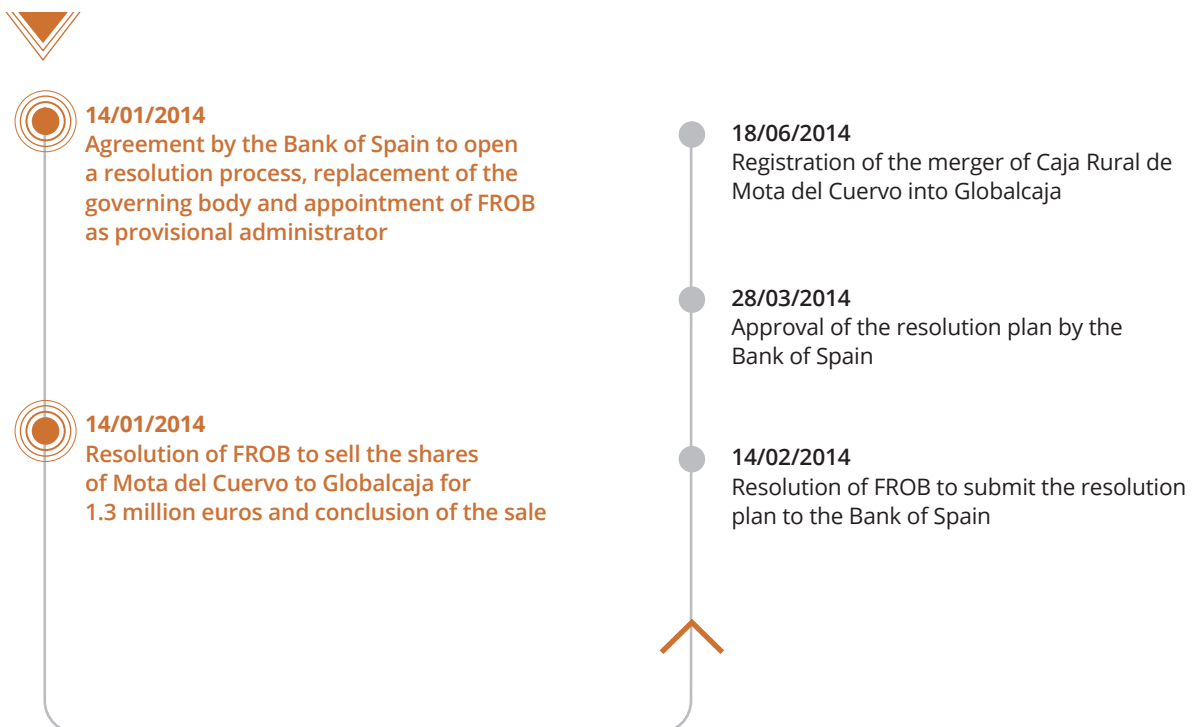 14/01/2014
Agreement by the Bank of Spain to open
a resolution process, replacement of the
governing body and appointment of FROB
as provisional administrator
14/01/2014
Resolution of FROB to sell the shares
of Mota del Cuervo to Globalcaja for
1.3 million euros and conclusion of the sale
14/02/2014
Resolution of FROB to submit the resolution
plan to the Bank of Spain
28/03/2014
Approval of the resolution plan by the
Bank of Spain
18/06/2014
Registration of the merger of Caja Rural de
Mota del Cuervo into Globalcaja